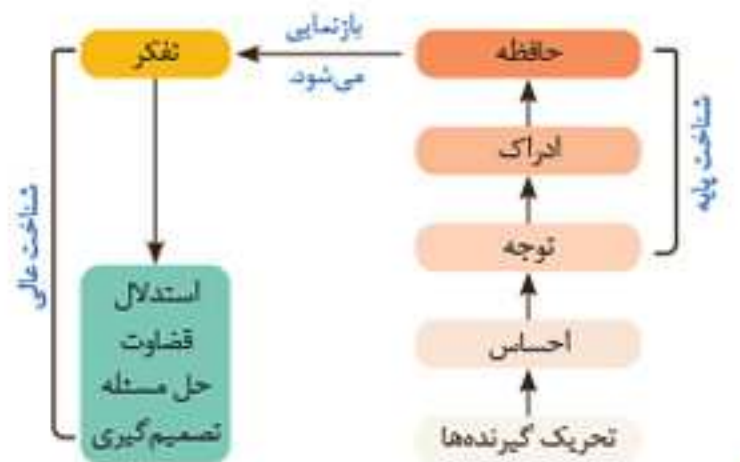 حافظه
بازنمایی
می‌شود
تفکر
ادراک
شناخت پایه
توجه
شناخت عالی
استدلال
قضاوت
حل مسئله
تصمیم‌گیری
احساس
تحریک گیرنده‌ها